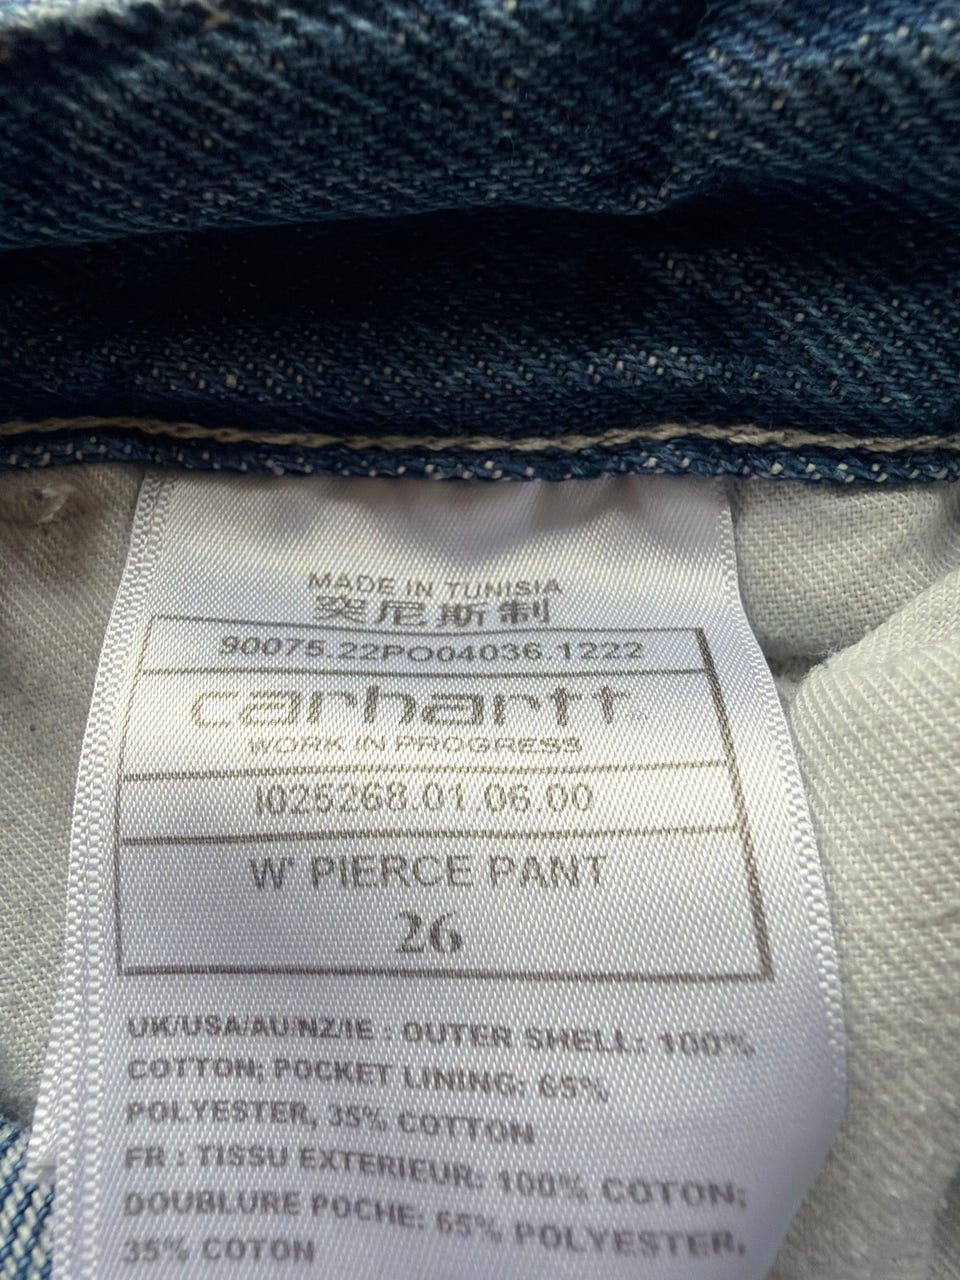 MADE IN TUNISIA
突尼斯制
90075.22PO04036.1222
carhartt
WORK IN PROGRESS
I025268.01.06.00
W' PIERCE PANT
26
UK/USA/AU/NZ/IE : OUTER SHELL: 100%
COTTON; POCKET LINING: 65%
POLYESTER, 35% COTTON
FR : TISSU EXTERIEUR: 100% COTON;
DOUBLURE POCHE: 65% POLYESTER,
35% COTON